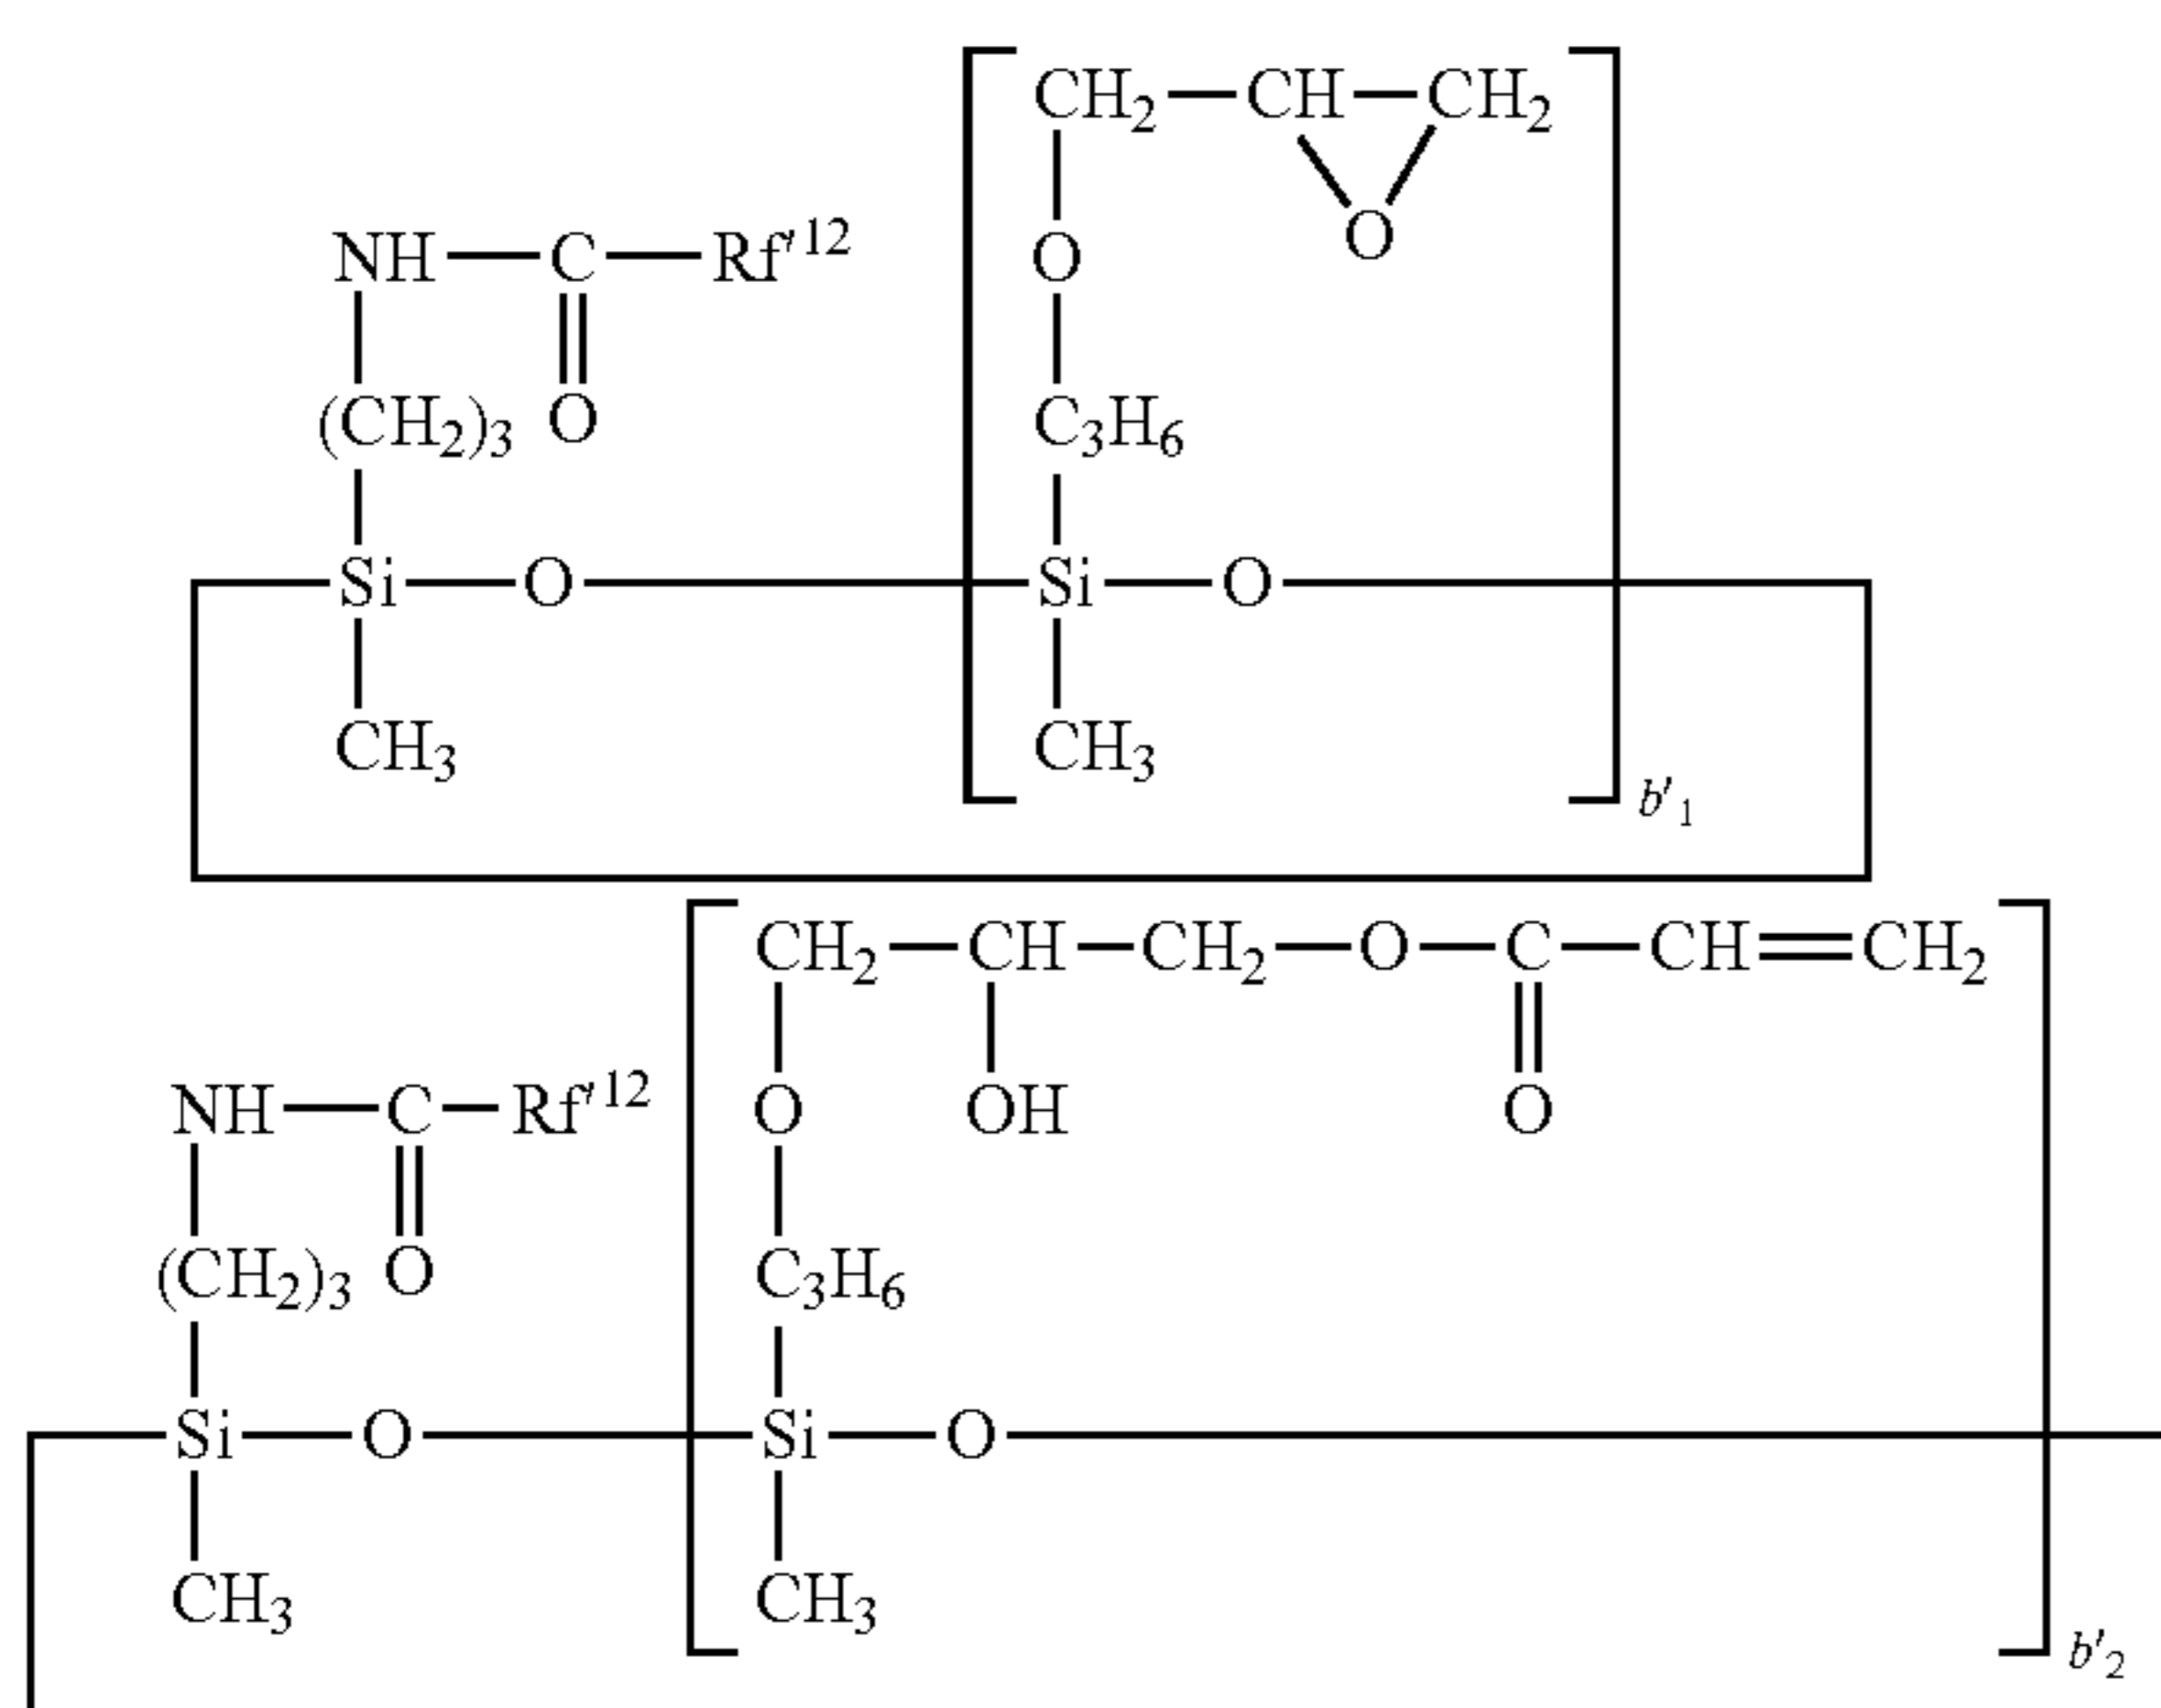 CH₂—CH—CH₂
NH—C—Rf'¹² O O
(CH₂)₃ O C₃H₆
Si—O—Si—O
CH₃ CH₃
b'₁
CH₂—CH—CH₂—O—C—CH=CH₂
NH—C—Rf'¹² O OH O
(CH₂)₃ O C₃H₆
Si—O—Si—O
CH₃ CH₃
b'₂